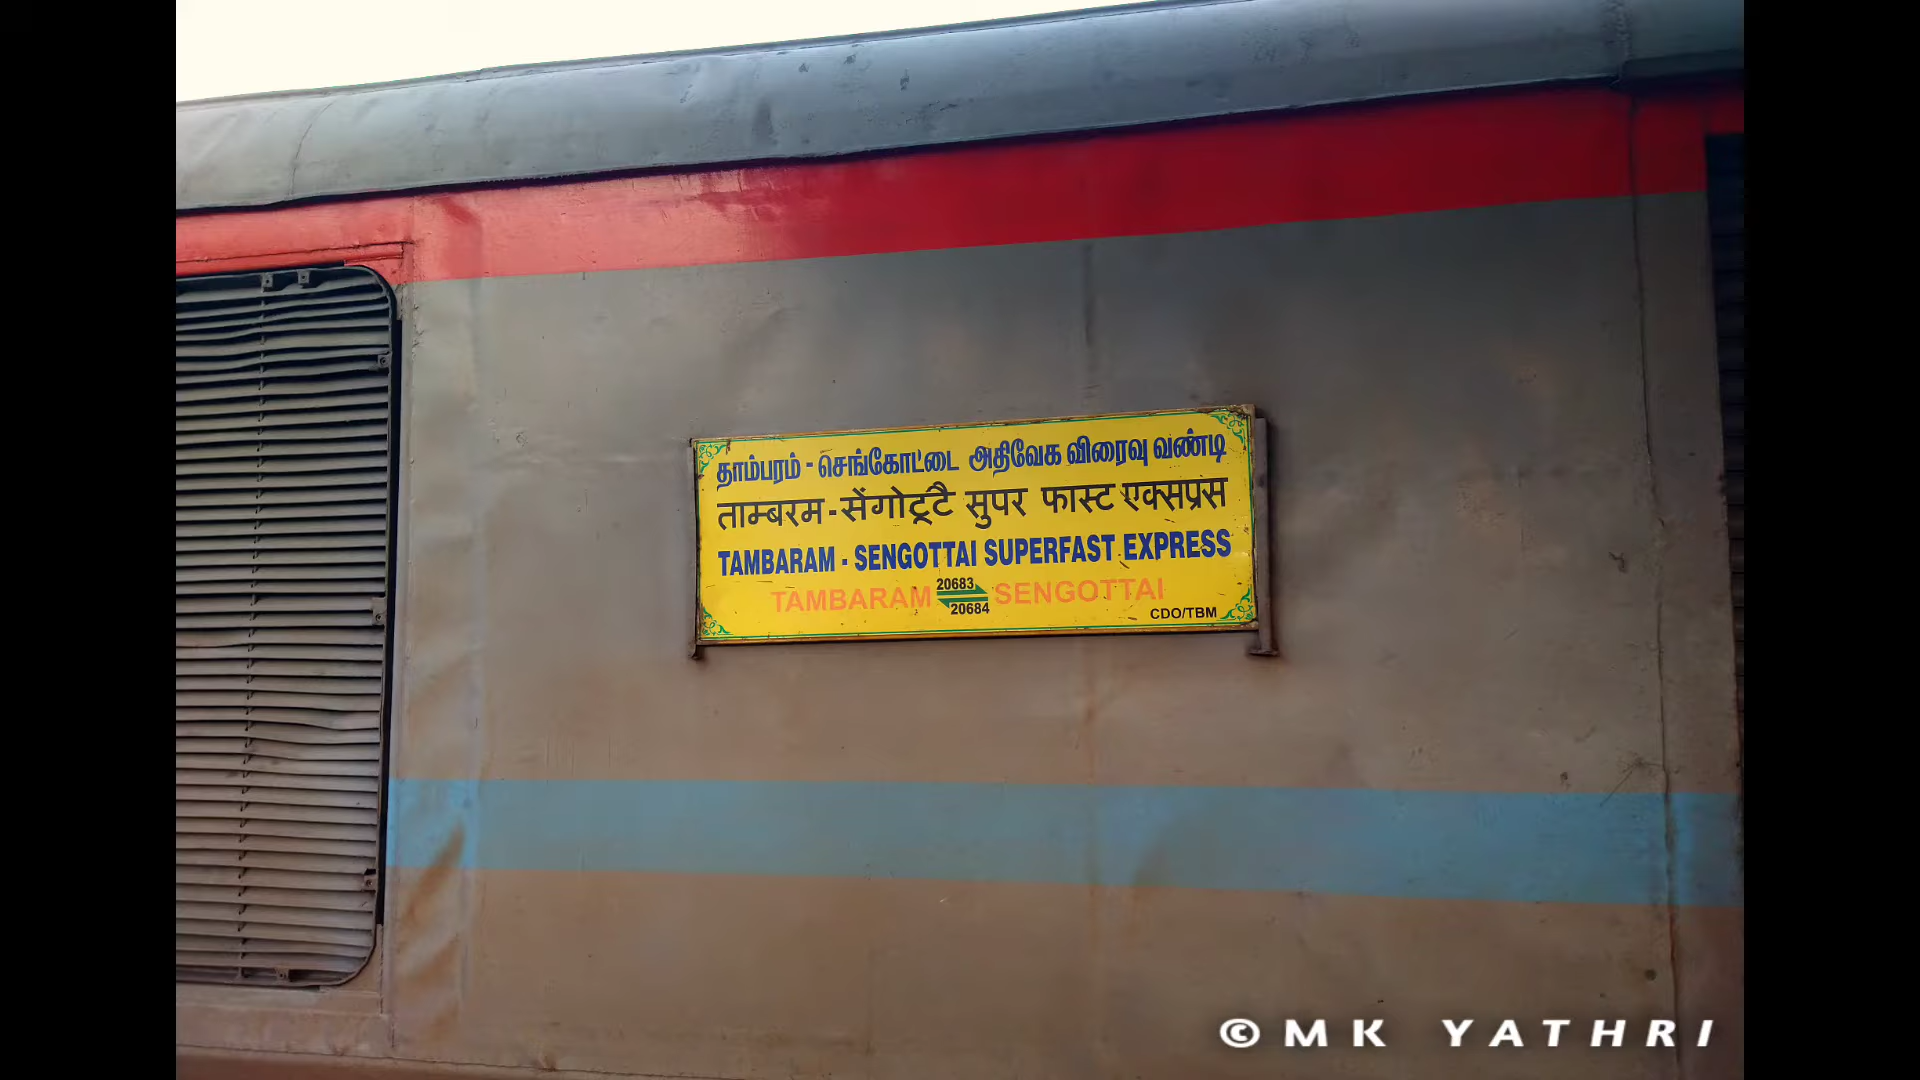 தாம்பரம் - செங்கோட்டை அதிவேக விரைவு வண்டி
ताम्बरम - सेंगोट्टै सुपर फास्ट एक्सप्रस
TAMBARAM - SENGOTTAI SUPERFAST EXPRESS
TAMBARAM 20683 20684 SENGOTTAI
CDO/TBM
©MK YATHRI